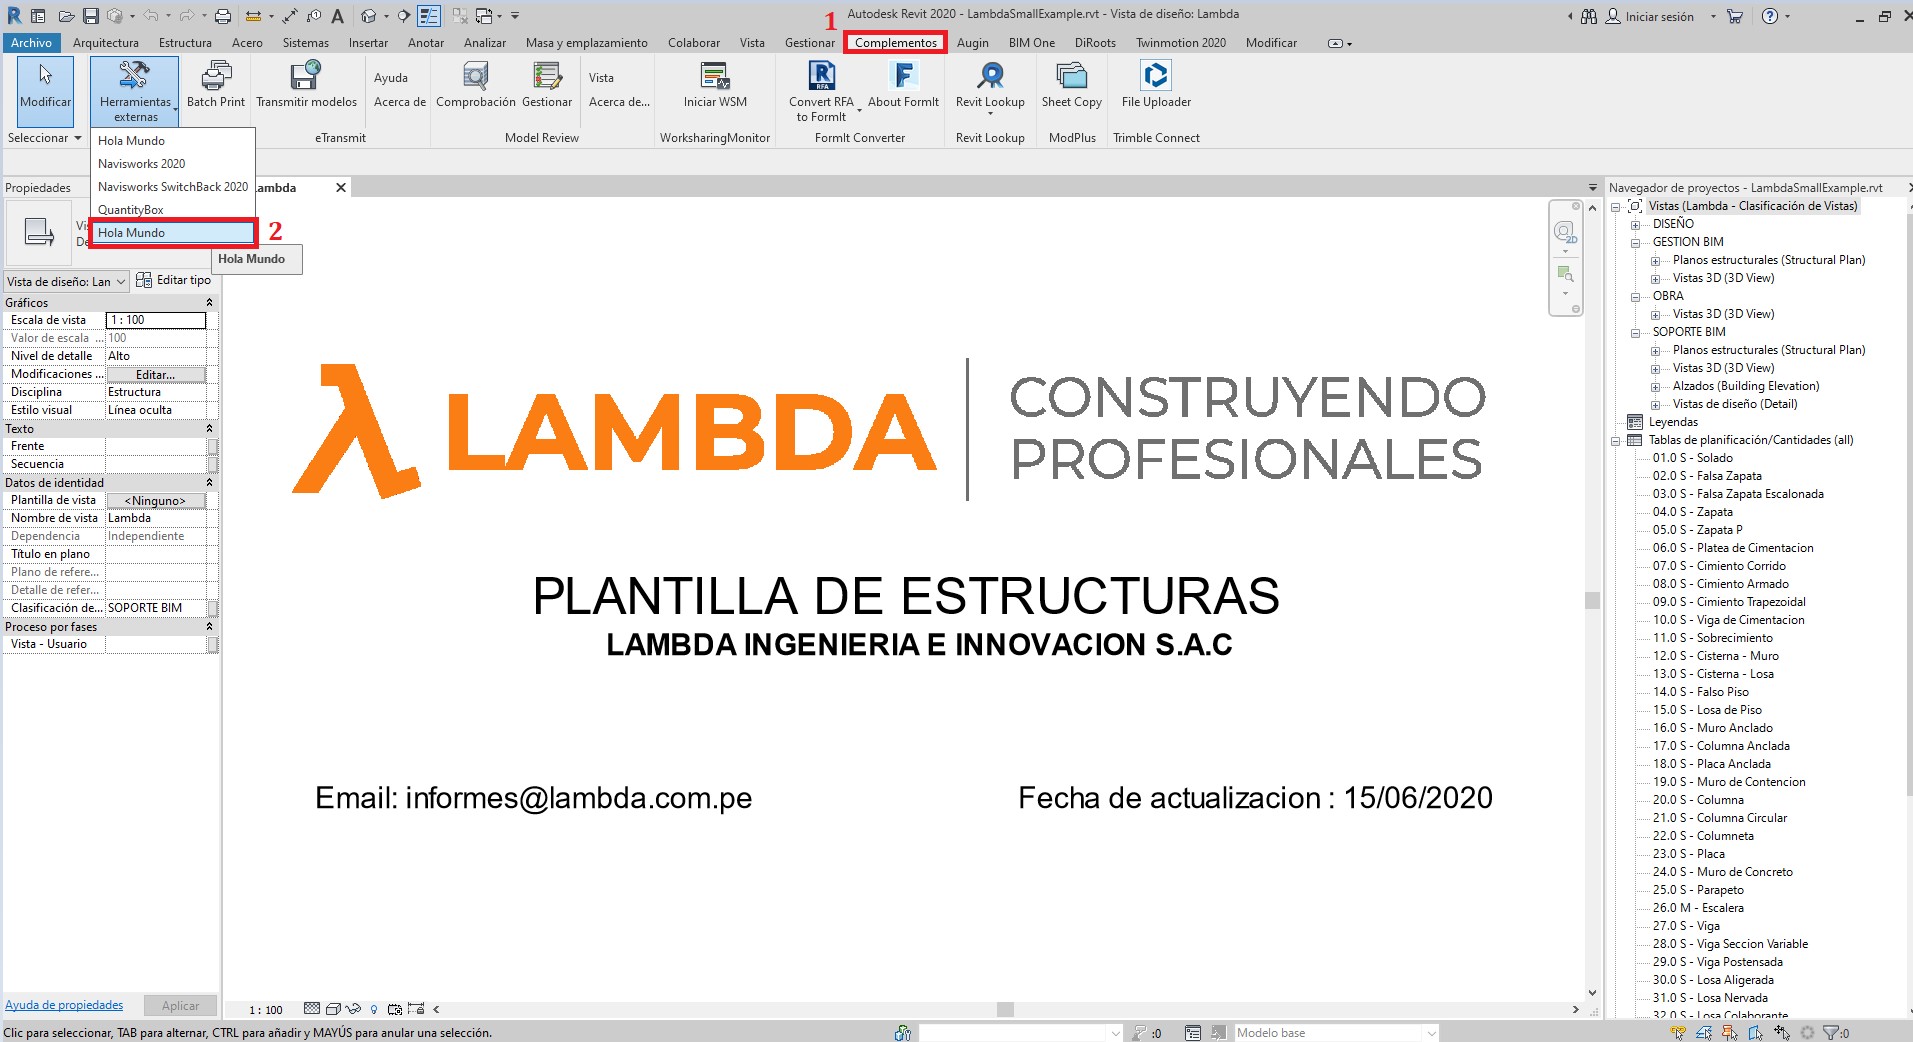 Autodesk Revit 2020 - LambdaSmallExample.rvt - Vista de diseño: Lambda
Iniciar sesión
1
Archivo Arquitectura Estructura Acero Sistemas Insertar Anotar Analizar Masa y emplazamiento Colaborar Vista Gestionar Complementos Augin BIM One DiRoots Twinmotion 2020 Modificar
Modificar
Herramientas externas
Batch Print
Transmitir modelos
Ayuda
Acerca de
Comprobación
Gestionar
Vista
Acerca de...
Iniciar WSM
Convert RFA to FormIt
About FormIt
Revit Lookup
Sheet Copy
File Uploader
Seleccionar
eTransmit
Model Review
WorksharingMonitor
FormIt Converter
Revit Lookup
ModPlus
Trimble Connect
Hola Mundo
Navisworks 2020
Navisworks SwitchBack 2020
QuantityBox
Hola Mundo
2
Hola Mundo
Propiedades
Vista de diseño: Lan
Editar tipo
Gráficos
Escala de vista 1 : 100
Valor de escala ... 100
Nivel de detalle Alto
Modificaciones ... Editar...
Disciplina Estructura
Estilo visual Línea oculta
Texto
Frente
Secuencia
Datos de identidad
Plantilla de vista <Ninguno>
Nombre de vista Lambda
Dependencia Independiente
Título en plano
Plano de refere...
Detalle de refer...
Clasificación de... SOPORTE BIM
Proceso por fases
Vista - Usuario
Ayuda de propiedades
Aplicar
ambda
2D
λ LAMBDA
CONSTRUYENDO
PROFESIONALES
PLANTILLA DE ESTRUCTURAS
LAMBDA INGENIERIA E INNOVACION S.A.C
Email: informes@lambda.com.pe
Fecha de actualizacion : 15/06/2020
Navegador de proyectos - LambdaSmallExample.rvt
Vistas (Lambda - Clasificación de Vistas)
DISEÑO
GESTION BIM
Planos estructurales (Structural Plan)
Vistas 3D (3D View)
OBRA
Vistas 3D (3D View)
SOPORTE BIM
Planos estructurales (Structural Plan)
Vistas 3D (3D View)
Alzados (Building Elevation)
Vistas de diseño (Detail)
Leyendas
Tablas de planificación/Cantidades (all)
01.0 S - Solado
02.0 S - Falsa Zapata
03.0 S - Falsa Zapata Escalonada
04.0 S - Zapata
05.0 S - Zapata P
06.0 S - Platea de Cimentacion
07.0 S - Cimiento Corrido
08.0 S - Cimiento Armado
09.0 S - Cimiento Trapezoidal
10.0 S - Viga de Cimentacion
11.0 S - Sobrecimiento
12.0 S - Cisterna - Muro
13.0 S - Cisterna - Losa
14.0 S - Falso Piso
15.0 S - Losa de Piso
16.0 S - Muro Anclado
17.0 S - Columna Anclada
18.0 S - Placa Anclada
19.0 S - Muro de Contencion
20.0 S - Columna
21.0 S - Columna Circular
22.0 S - Columneta
23.0 S - Placa
24.0 S - Muro de Concreto
25.0 S - Parapeto
26.0 M - Escalera
27.0 S - Viga
28.0 S - Viga Seccion Variable
29.0 S - Viga Postensada
30.0 S - Losa Aligerada
31.0 S - Losa Nervada
32.0 S - Losa Colaborante
1 : 100
Clic para seleccionar, TAB para alternar, CTRL para añadir y MAYÚS para anular una selección.
:0
Modelo base
:0